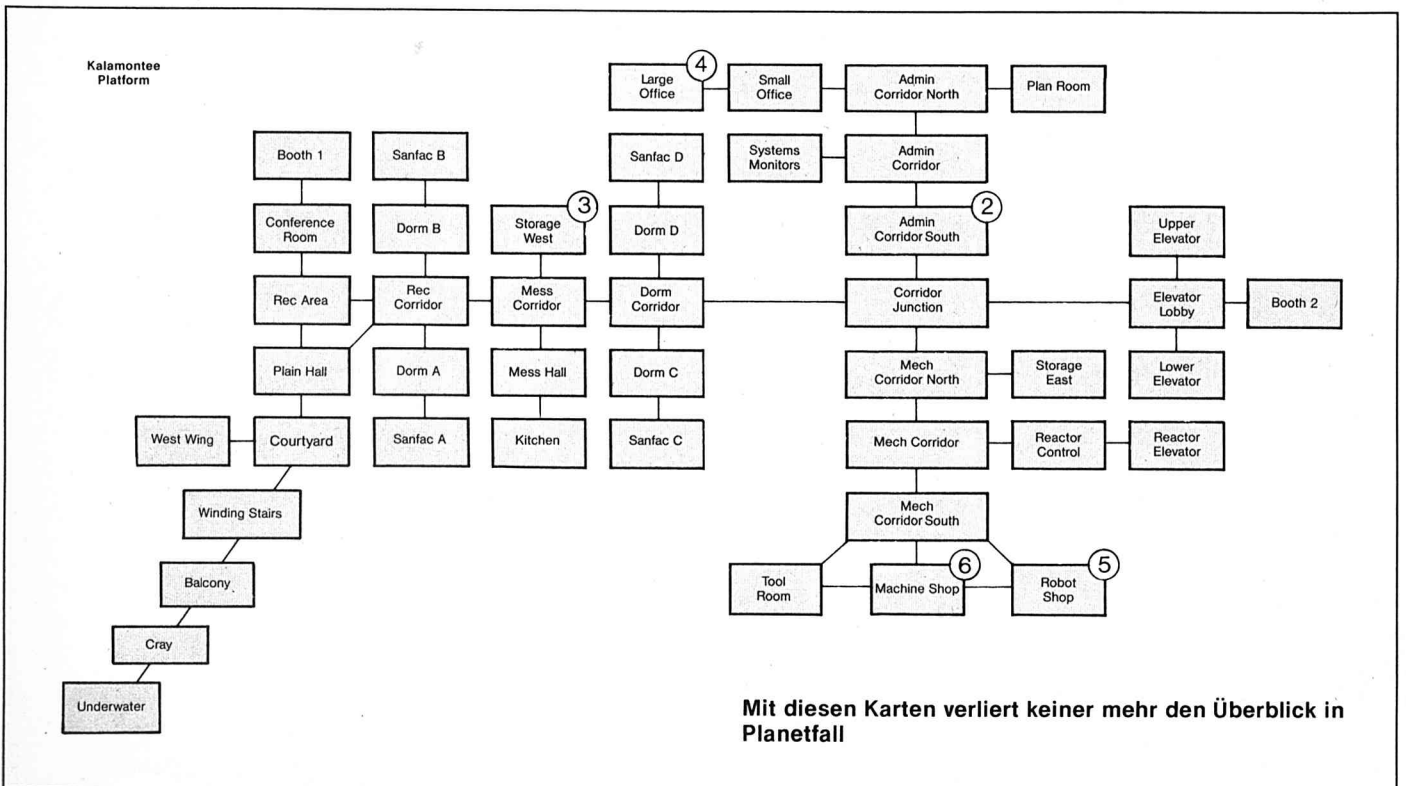 Kalamontee
Platform
Large
Office
4
Small
Office
Admin
Corridor North
Plan Room
Booth 1
Sanfac B
Sanfac D
Systems
Monitors
Admin
Corridor
Conference
Room
Dorm B
Storage
West
3
Dorm D
Admin
Corridor South
2
Upper
Elevator
Rec Area
Rec
Corridor
Mess
Corridor
Dorm
Corridor
Corridor
Junction
Elevator
Lobby
Booth 2
Plain Hall
Dorm A
Mess Hall
Dorm C
Mech
Corridor North
Storage
East
Lower
Elevator
West Wing
Courtyard
Sanfac A
Kitchen
Sanfac C
Mech Corridor
Reactor
Control
Reactor
Elevator
Winding Stairs
Mech
Corridor South
Balcony
Tool
Room
Machine Shop
6
Robot
Shop
5
Cray
Underwater
Mit diesen Karten verliert keiner mehr den Überblick in
Planetfall